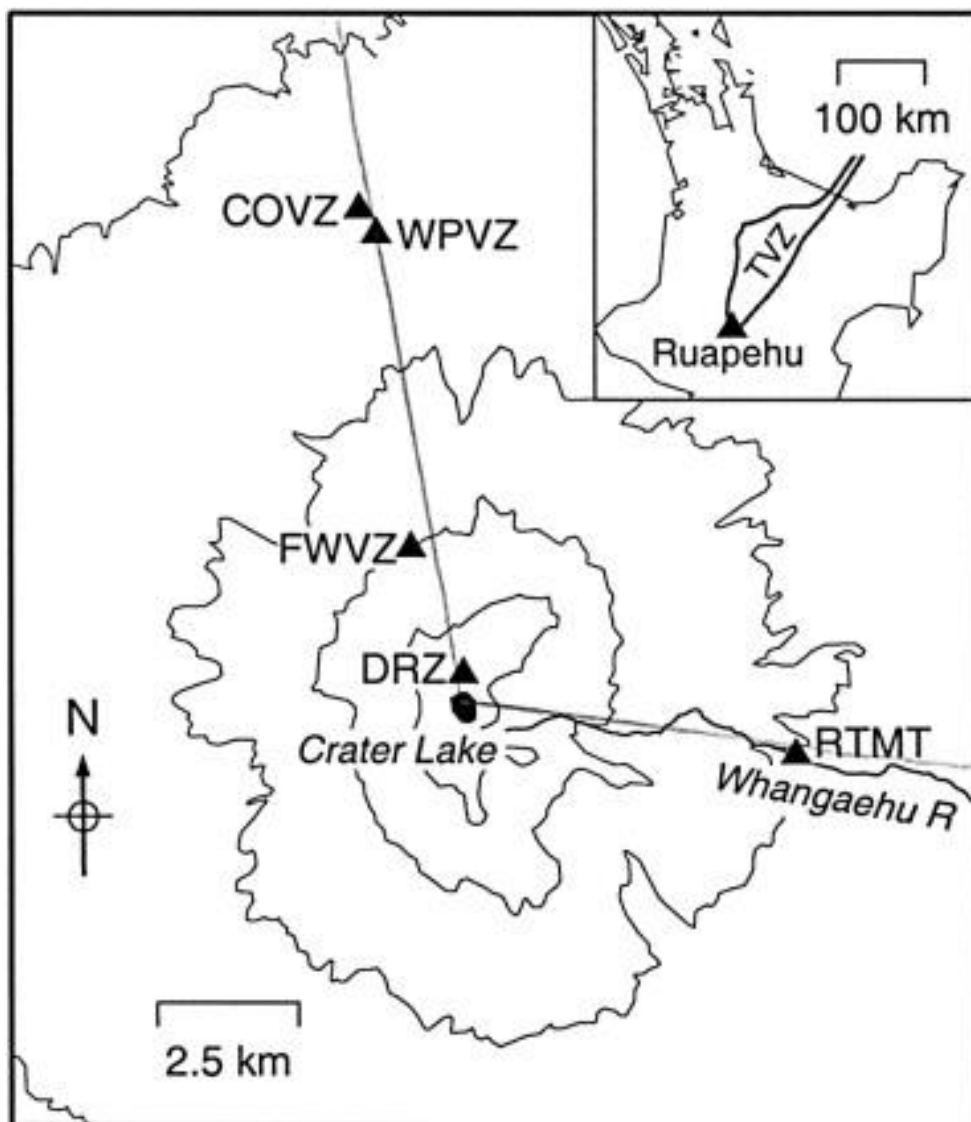 100 km
COVZ
WPVZ
TVZ
Ruapehu
FWVZ
DRZ
N
Crater Lake
RTMT
Whangaehu R
2.5 km